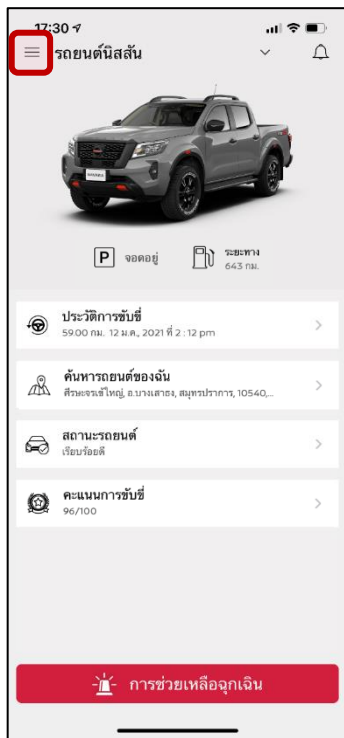 17:30
รถยนต์นิสสัน
P จอดอยู่
ระยะทาง
643 กม.
ประวัติการขับขี่
59.00 กม. 12 ม.ค., 2021 ที่ 2 : 12 pm
ค้นหารถยนต์ของฉัน
ศีรษะจรเข้ใหญ่, อ.บางเสาธง, สมุทรปราการ, 10540,...
สถานะรถยนต์
เรียบร้อยดี
คะแนนการขับขี่
96/100
การช่วยเหลือฉุกเฉิน